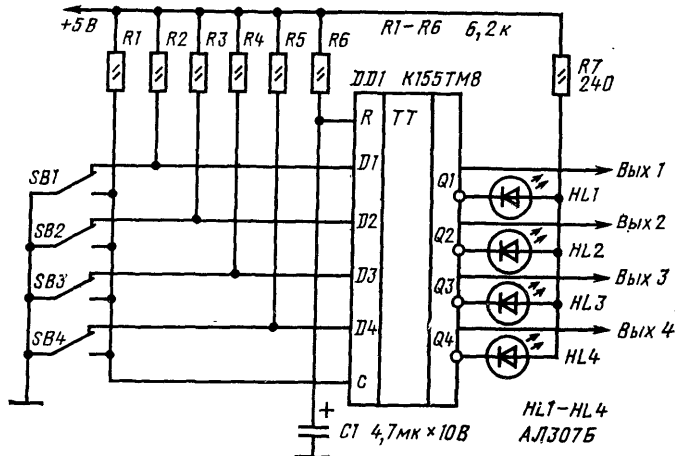 +5В R1 R2 R3 R4 R5 R6 R1–R6 6,2к
R7 240
DD1 К155ТМ8
R TT
D1 Q1 Вых 1
SB1 HL1
D2 Q2 Вых 2
SB2 HL2
D3 Q3 Вых 3
SB3 HL3
D4 Q4 Вых 4
SB4 HL4
C
+
C1 4,7мк×10В
HL1–HL4
АЛ307Б